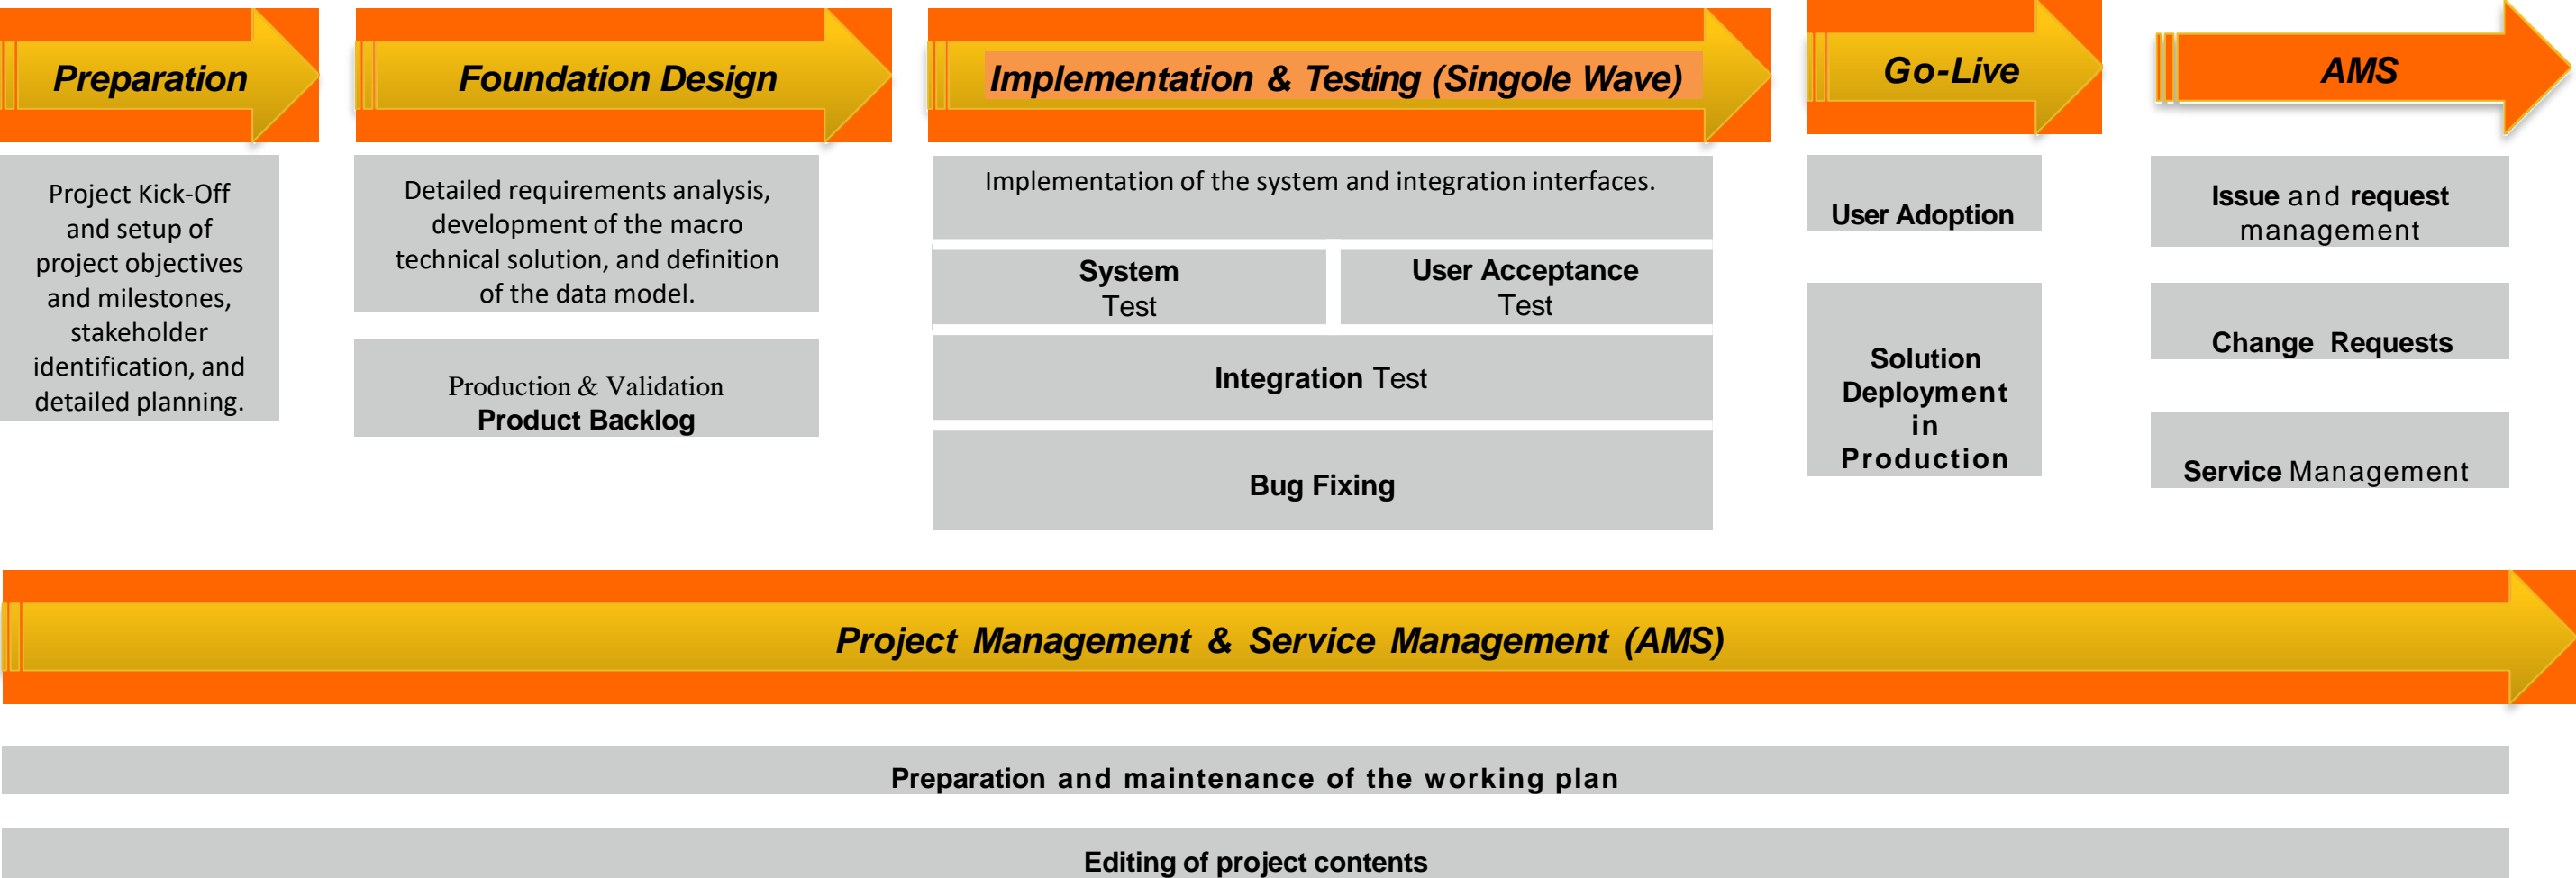 Preparation
Foundation Design
Implementation & Testing (Singole Wave)
Go-Live
AMS
Project Kick-Off
and setup of
project objectives
and milestones,
stakeholder
identification, and
detailed planning.
Detailed requirements analysis,
development of the macro
technical solution, and definition
of the data model.
Production & Validation
Product Backlog
Implementation of the system and integration interfaces.
System
Test
User Acceptance
Test
Integration Test
Bug Fixing
User Adoption
Solution
Deployment
in
Production
Issue and request
management
Change Requests
Service Management
Project Management & Service Management (AMS)
Preparation and maintenance of the working plan
Editing of project contents